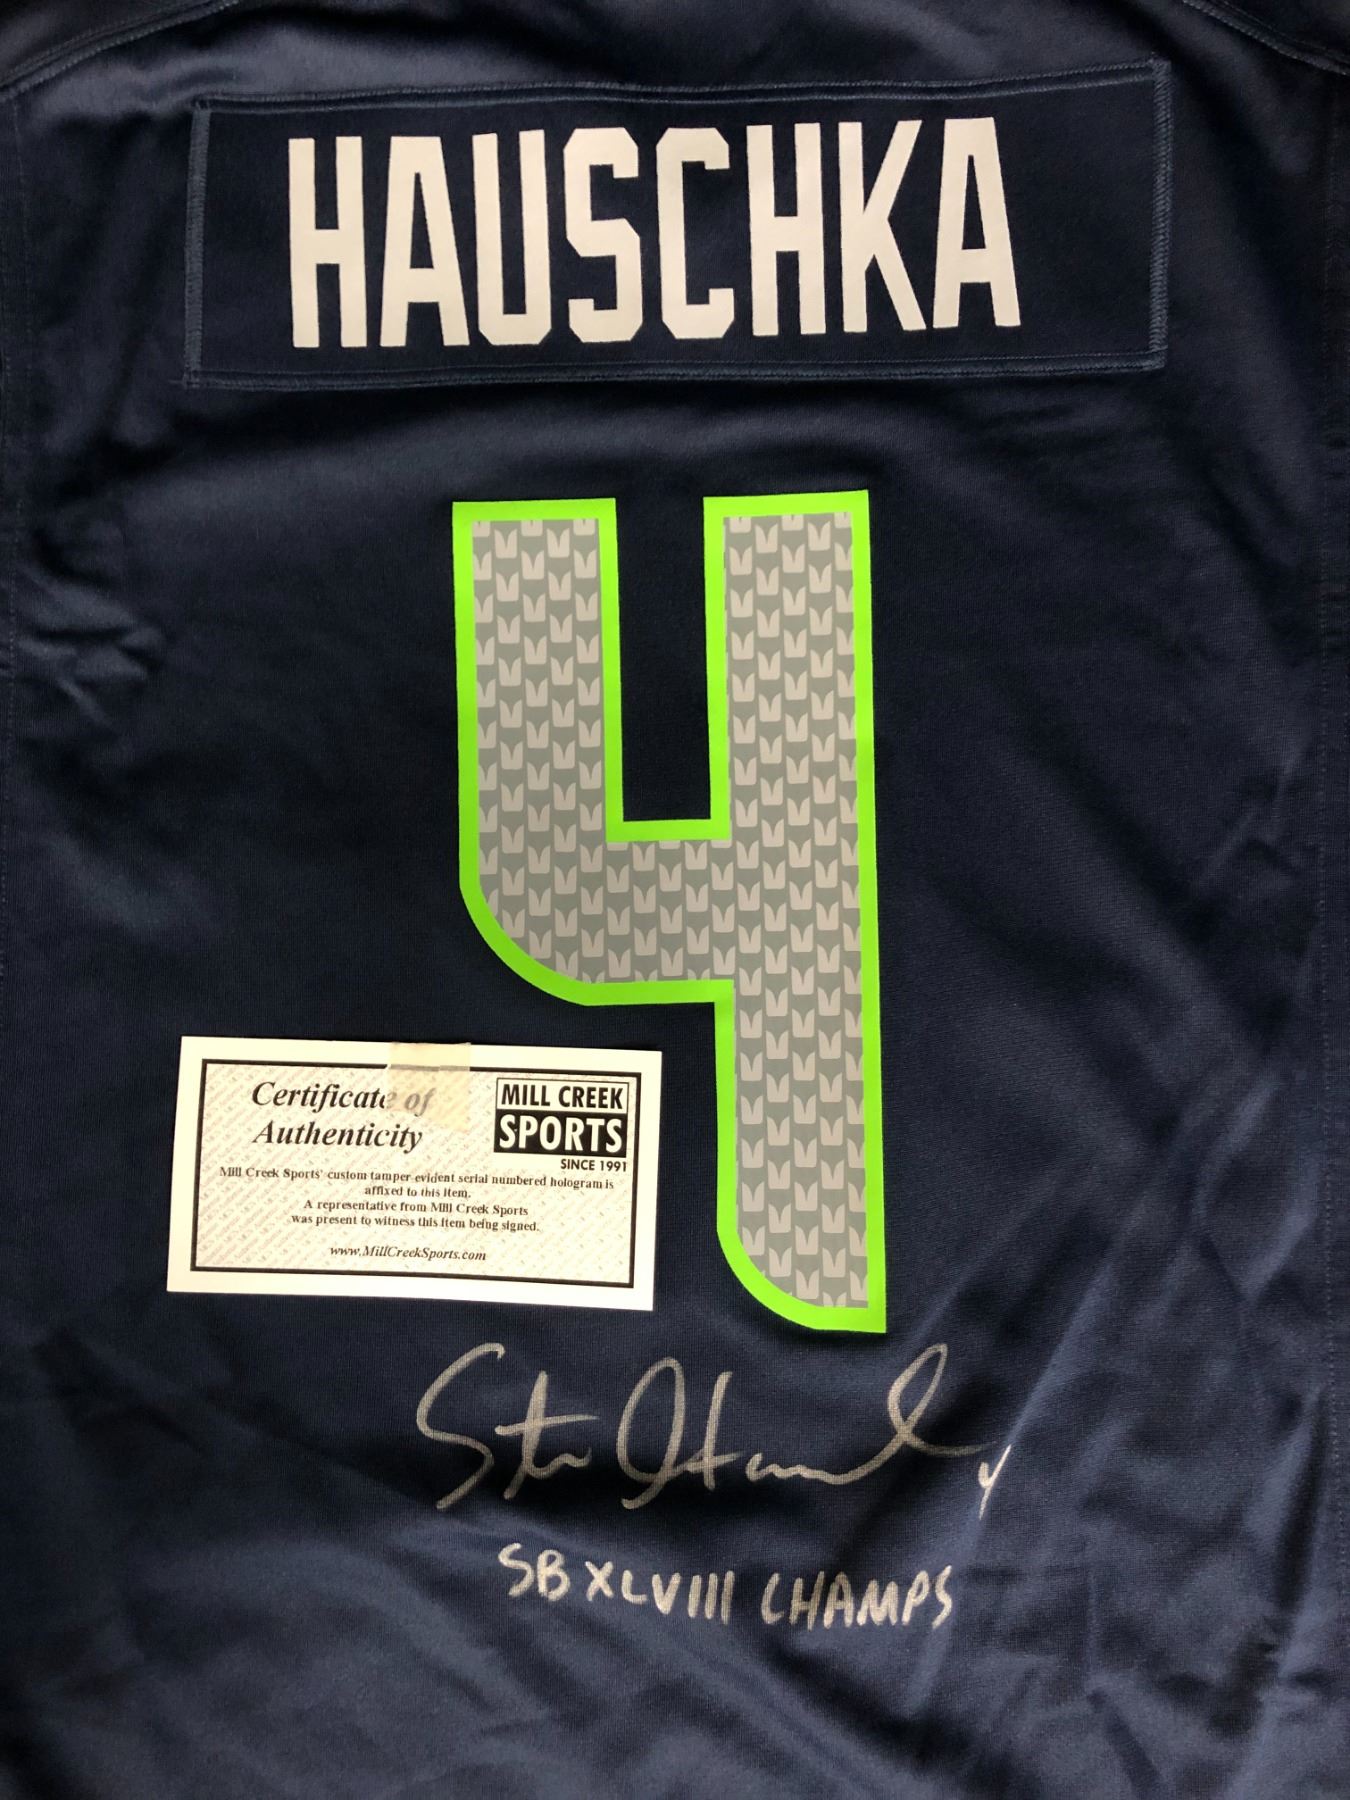 HAUSCHKA
4
Certificate of
Authenticity
MILL CREEK
SPORTS
SINCE 1991
Mill Creek Sports' custom tamper evident serial numbered hologram is
affixed to this item.
A representative from Mill Creek Sports
was present to witness this item being signed.
www.MillCreekSports.com
4
SB XLVIII CHAMPS